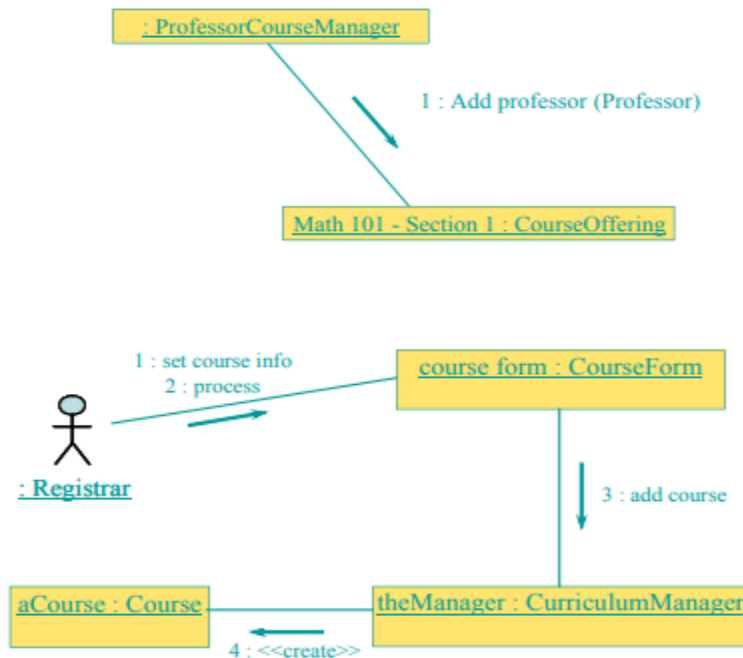 : ProfessorCourseManager
1 : Add professor (Professor)
Math 101 - Section 1 : CourseOffering
1 : set course info
2 : process
course form : CourseForm
: Registrar
3 : add course
aCourse : Course
theManager : CurriculumManager
4 : <<create>>